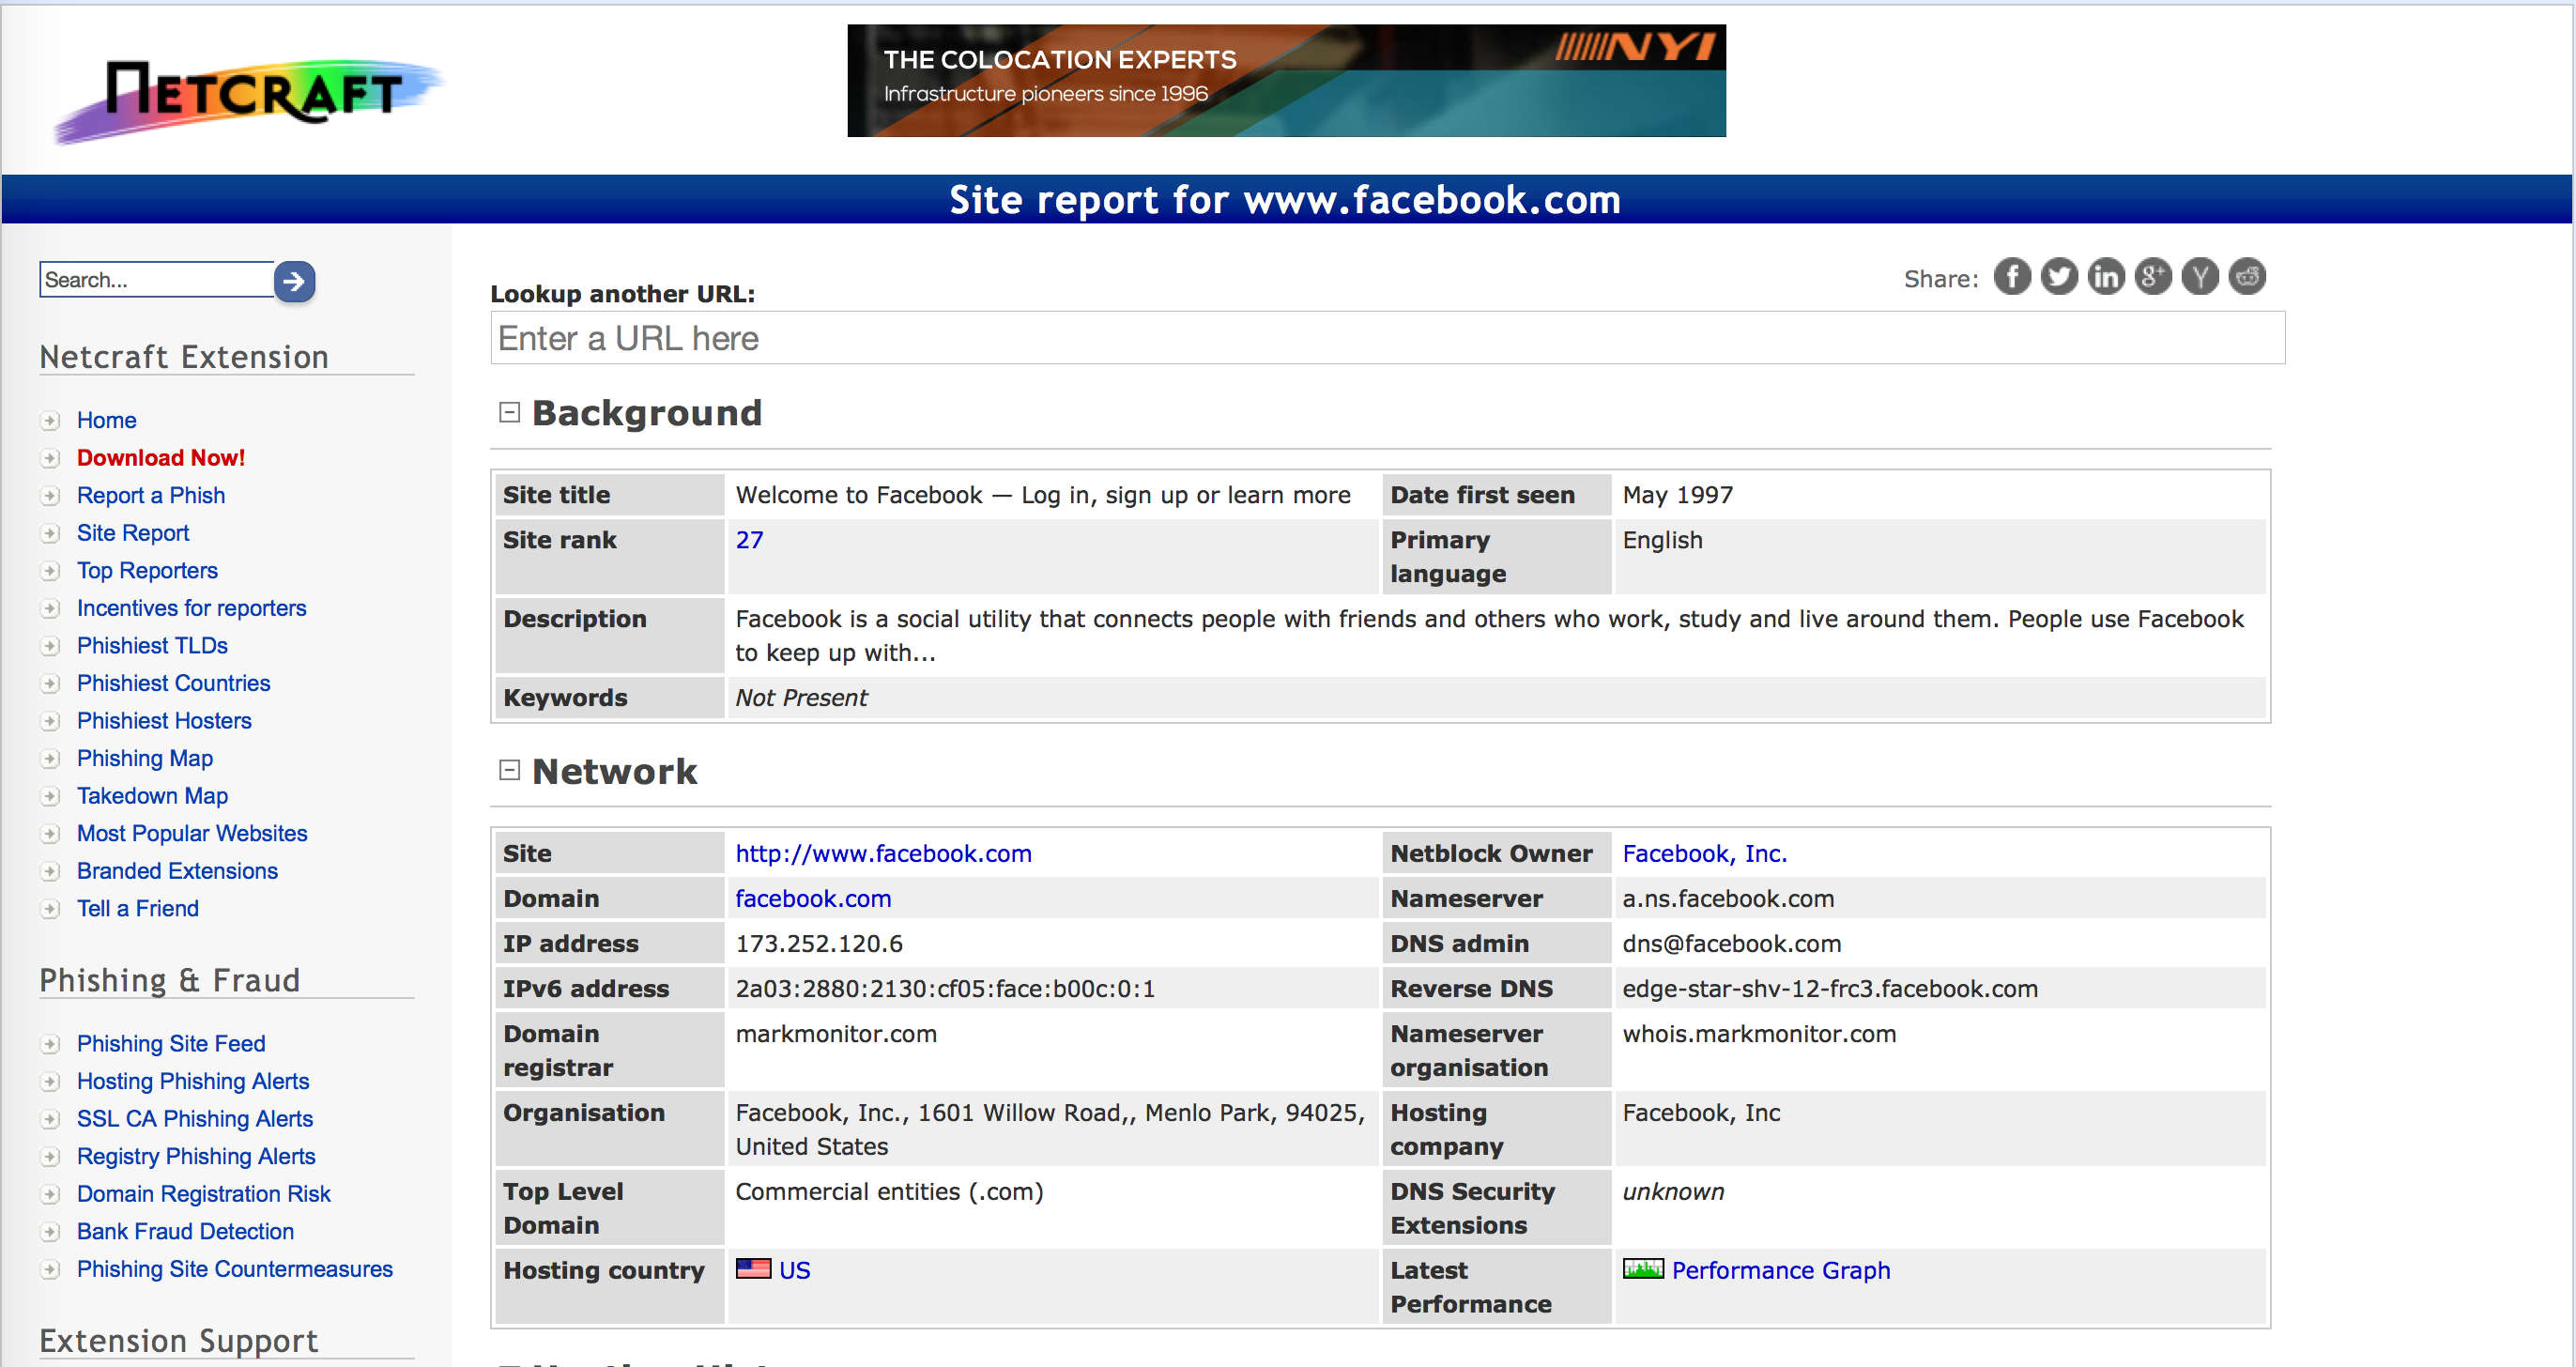 NETCRAFT
THE COLOCATION EXPERTS
Infrastructure pioneers since 1996
NYI
Site report for www.facebook.com
Search...
Netcraft Extension
Home
Download Now!
Report a Phish
Site Report
Top Reporters
Incentives for reporters
Phishiest TLDs
Phishiest Countries
Phishiest Hosters
Phishing Map
Takedown Map
Most Popular Websites
Branded Extensions
Tell a Friend
Phishing & Fraud
Phishing Site Feed
Hosting Phishing Alerts
SSL CA Phishing Alerts
Registry Phishing Alerts
Domain Registration Risk
Bank Fraud Detection
Phishing Site Countermeasures
Extension Support
Share:
Lookup another URL:
Enter a URL here
Background
Site title Welcome to Facebook — Log in, sign up or learn more Date first seen May 1997
Site rank 27 Primary language English
Description Facebook is a social utility that connects people with friends and others who work, study and live around them. People use Facebook
to keep up with...
Keywords Not Present
Network
Site http://www.facebook.com Netblock Owner Facebook, Inc.
Domain facebook.com Nameserver a.ns.facebook.com
IP address 173.252.120.6 DNS admin dns@facebook.com
IPv6 address 2a03:2880:2130:cf05:face:b00c:0:1 Reverse DNS edge-star-shv-12-frc3.facebook.com
Domain registrar markmonitor.com Nameserver organisation whois.markmonitor.com
Organisation Facebook, Inc., 1601 Willow Road,, Menlo Park, 94025,
United States Hosting company Facebook, Inc
Top Level Domain Commercial entities (.com) DNS Security Extensions unknown
Hosting country US Latest Performance Performance Graph